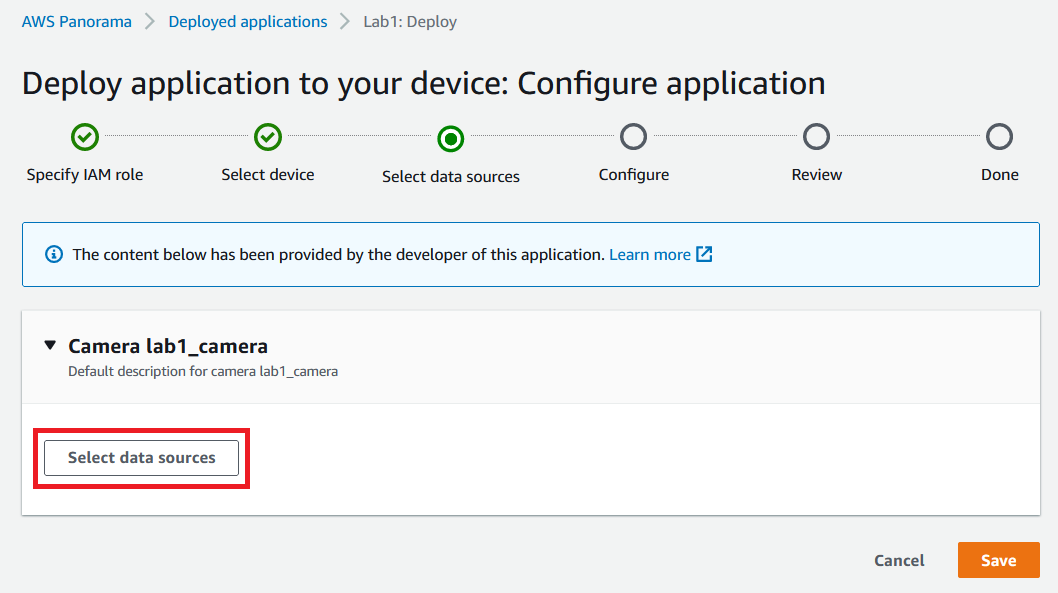 AWS Panorama > Deployed applications > Lab1: Deploy
Deploy application to your device: Configure application
Specify IAM role Select device Select data sources Configure Review Done
The content below has been provided by the developer of this application. Learn more
Camera lab1_camera
Default description for camera lab1_camera
Select data sources
Cancel Save